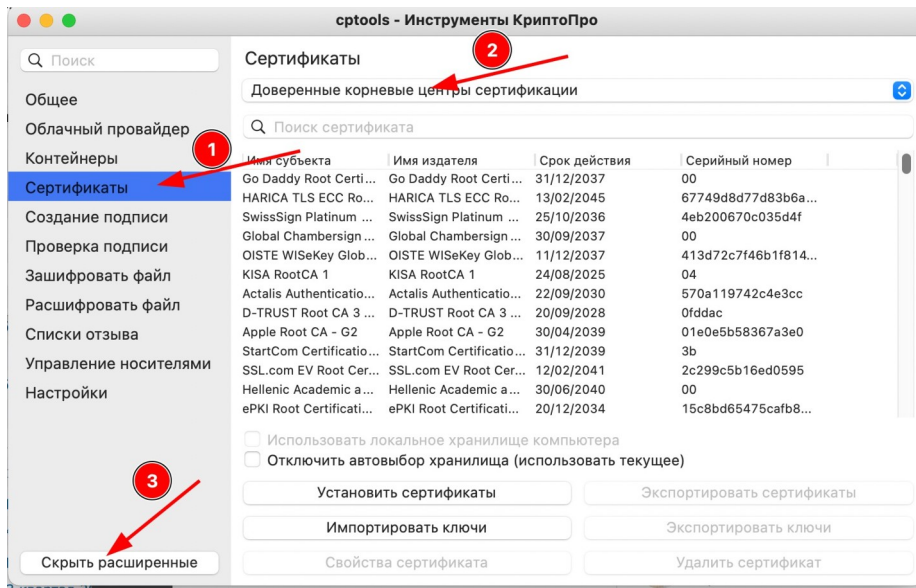 cptools - Инструменты КриптоПро
Поиск
Общее
Облачный провайдер
Контейнеры
Сертификаты
Создание подписи
Проверка подписи
Зашифровать файл
Расшифровать файл
Списки отзыва
Управление носителями
Настройки
Скрыть расширенные
1
2
3
Сертификаты
Доверенные корневые центры сертификации
Поиск сертификата
Имя субъекта Имя издателя Срок действия Серийный номер
Go Daddy Root Certi... Go Daddy Root Certi... 31/12/2037 00
HARICA TLS ECC Ro... HARICA TLS ECC Ro... 13/02/2045 67749d8d77d83b6a...
SwissSign Platinum ... SwissSign Platinum ... 25/10/2036 4eb200670c035d4f
Global Chambersign ... Global Chambersign ... 30/09/2037 00
OISTE WISeKey Glob... OISTE WISeKey Glob... 11/12/2037 413d72c7f46b1f814...
KISA RootCA 1 KISA RootCA 1 24/08/2025 04
Actalis Authenticatio... Actalis Authenticatio... 22/09/2030 570a119742c4e3cc
D-TRUST Root CA 3 ... D-TRUST Root CA 3 ... 20/09/2028 0fddac
Apple Root CA - G2 Apple Root CA - G2 30/04/2039 01e0e5b58367a3e0
StartCom Certificatio... StartCom Certificatio... 31/12/2039 3b
SSL.com EV Root Cer... SSL.com EV Root Cer... 12/02/2041 2c299c5b16ed0595
Hellenic Academic a... Hellenic Academic a... 30/06/2040 00
ePKI Root Certificati... ePKI Root Certificati... 20/12/2034 15c8bd65475cafb8...
Использовать локальное хранилище компьютера
Отключить автовыбор хранилища (использовать текущее)
Установить сертификаты Экспортировать сертификаты
Импортировать ключи Экспортировать ключи
Свойства сертификата Удалить сертификат